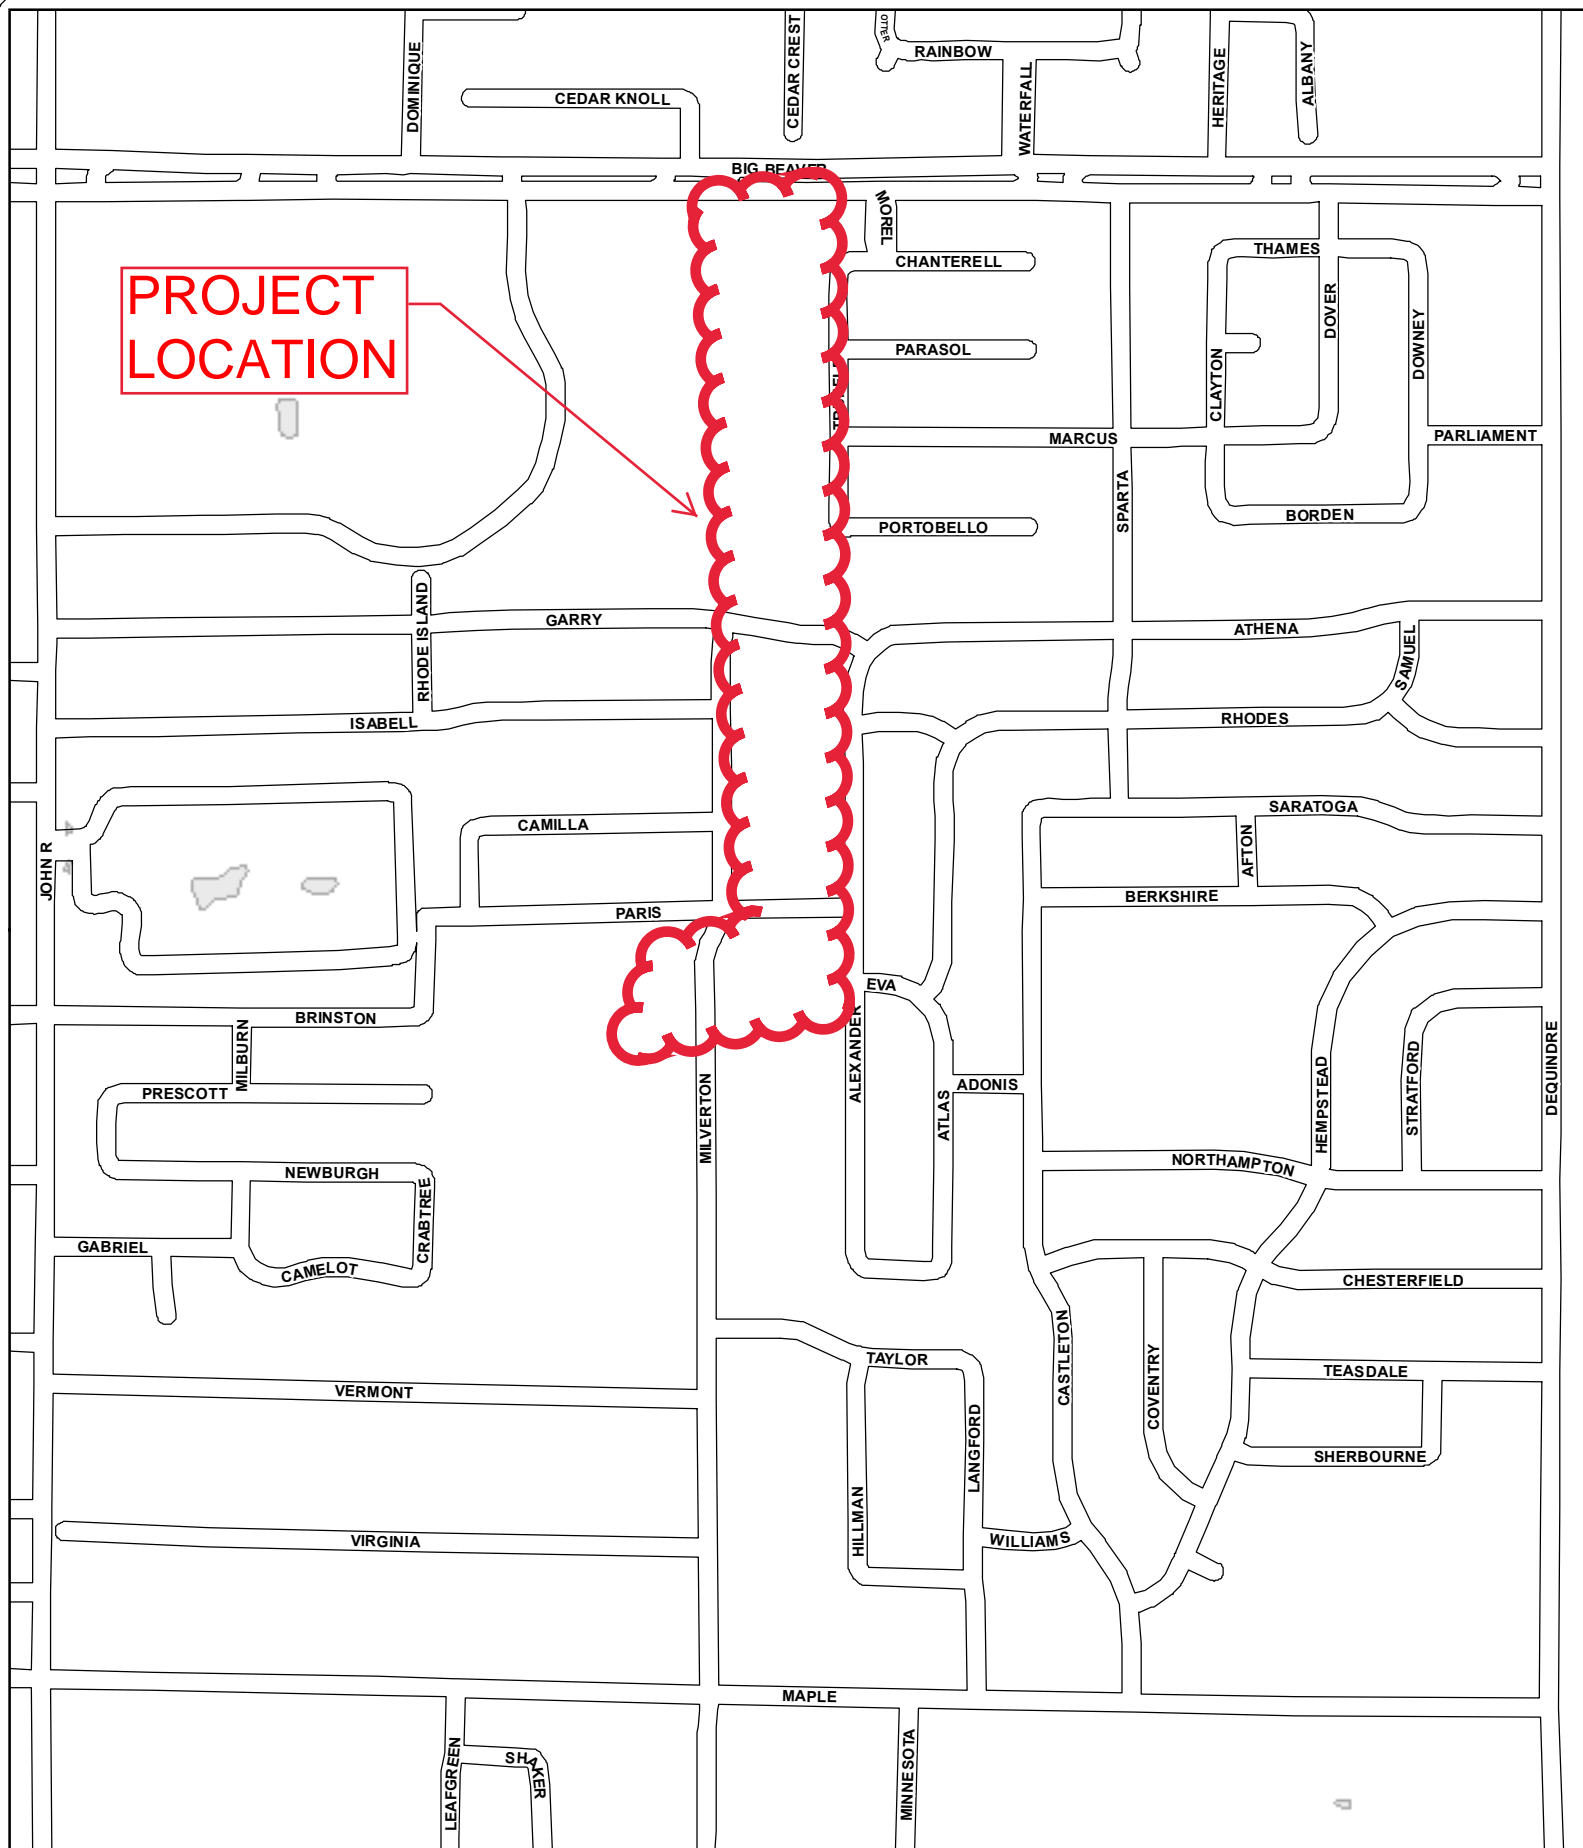 OTTER
RAINBOW
DOMINIQUE
CEDAR CREST
HERITAGE
ALBANY
WATERFALL
CEDAR KNOLL
BIG BEAVER
MOREL
CHANTERELL
THAMES
PROJECT
LOCATION
DOVER
DOWNEY
PARASOL
CLAYTON
MARCUS
PARLIAMENT
SPARTA
BORDEN
PORTOBELLO
RHODE ISLAND
GARRY
ATHENA
SAMUEL
ISABELL
RHODES
SARATOGA
CAMILLA
AFTON
JOHN R
BERKSHIRE
PARIS
EVA
BRINSTON
MILBURN
ALEXANDER
DEQUINDRE
STRATFORD
HEMPSTEAD
PRESCOTT
ADONIS
ATLAS
MILVERTON
NORTHAMPTON
NEWBURGH
CRABTREE
GABRIEL
CAMELOT
CHESTERFIELD
CASTLETON
COVENTRY
TAYLOR
TEASDALE
VERMONT
LANGFORD
SHERBOURNE
HILLMAN
WILLIAMS
VIRGINIA
MAPLE
LEAFGREEN
SHAKER
MINNESOTA